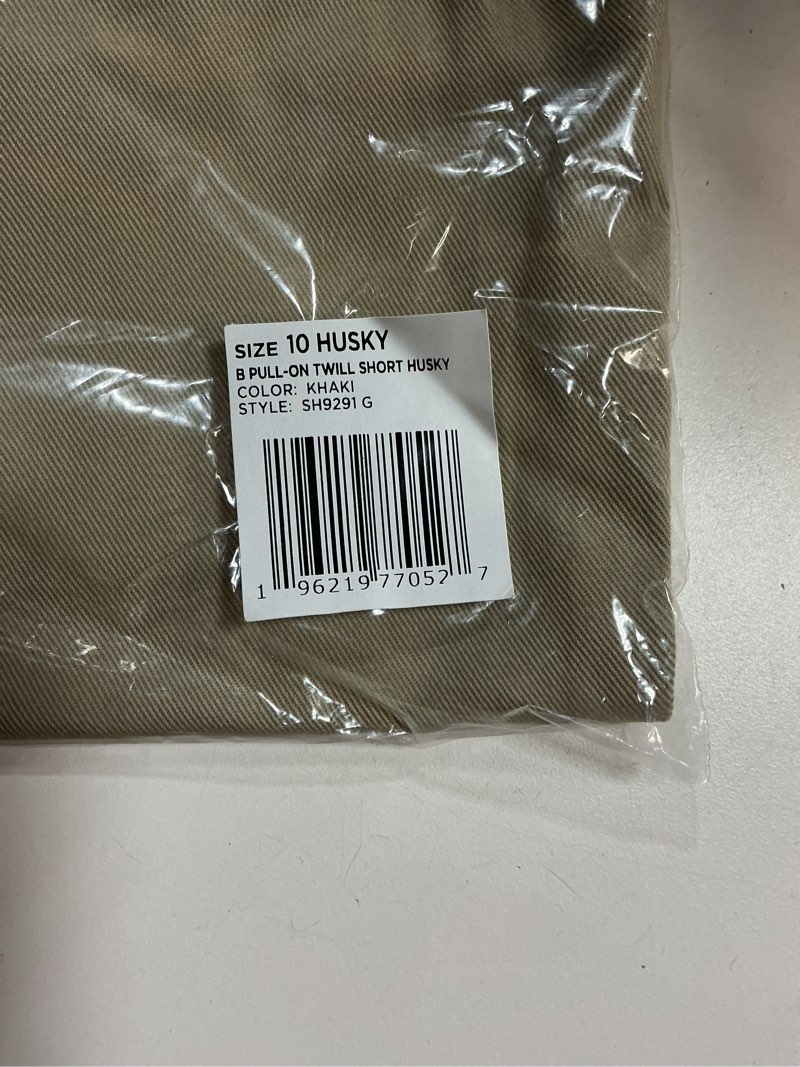 SIZE 10 HUSKY
B PULL-ON TWILL SHORT HUSKY
COLOR: KHAKI
STYLE: SH9291 G
1 96219 77052 7